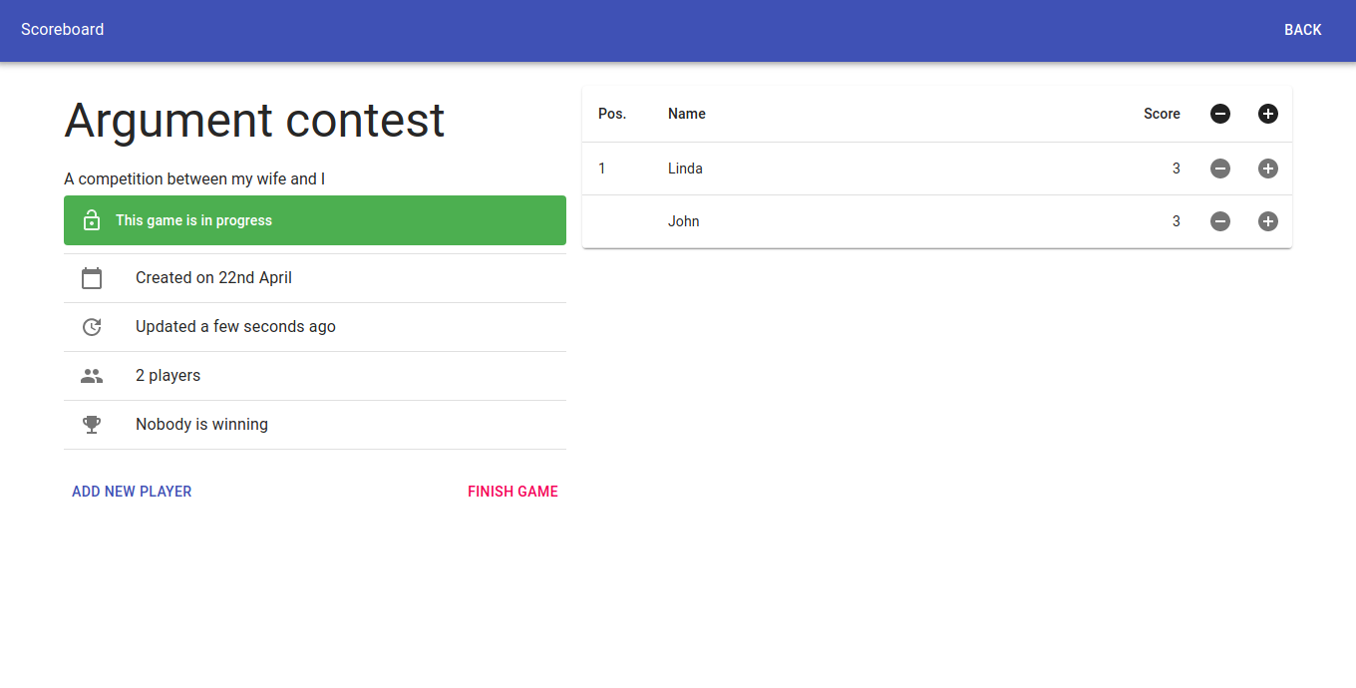 Scoreboard
BACK
Argument contest
A competition between my wife and I
This game is in progress
Created on 22nd April
Updated a few seconds ago
2 players
Nobody is winning
ADD NEW PLAYER
FINISH GAME
Pos. Name Score
1 Linda 3
John 3